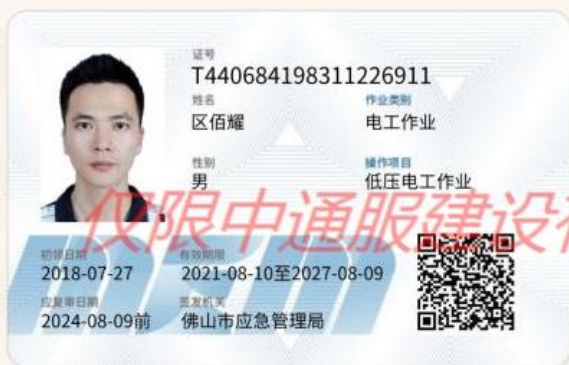 证号
T440684198311226911
姓名 作业类别
区佰耀 电工作业
性别 操作项目
男 低压电工作业
仅限中通服建设有
初领日期 有效期限
2018-07-27 2021-08-10至2027-08-09
应复审日期 签发机关
2024-08-09前 佛山市应急管理局